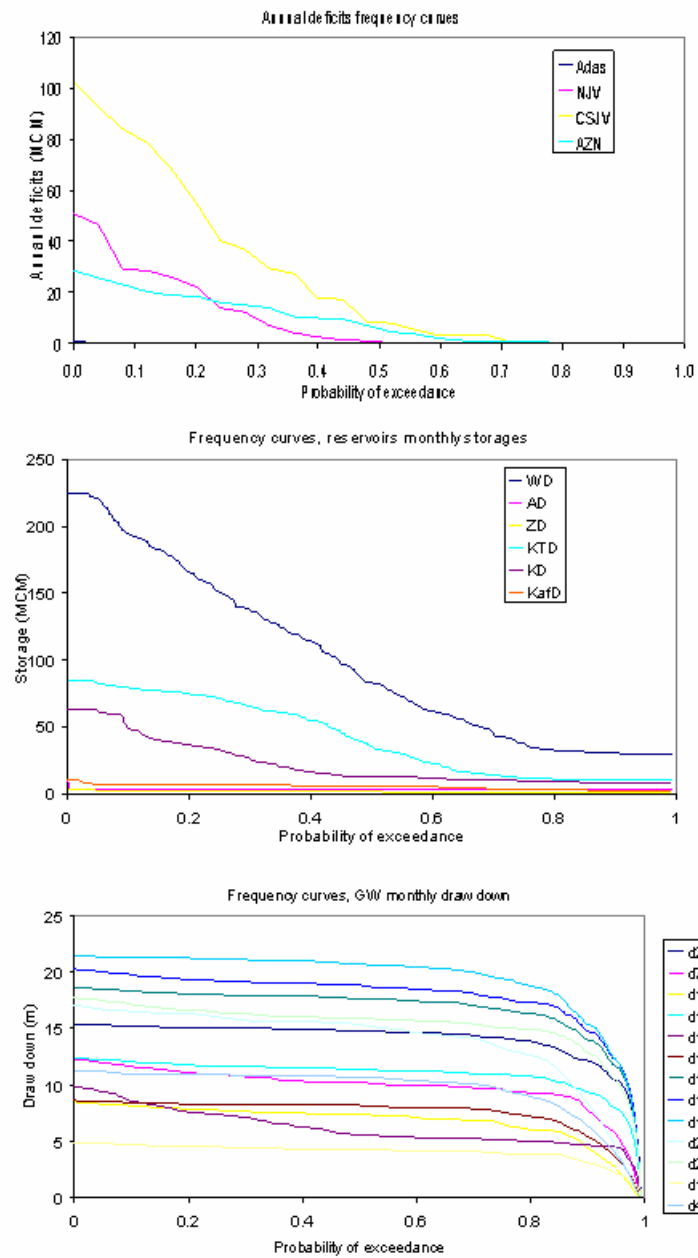 Annual deficits frequency curves
Annual deficits (MCM)
120
100
80
60
40
20
0
0.0 0.1 0.2 0.3 0.4 0.5 0.6 0.7 0.8 0.9 1.0
Probability of exceedance
Adas
NJV
CSJV
AZN
Frequency curves, reservoirs monthly storages
Storage (MCM)
250
200
150
100
50
0
0 0.2 0.4 0.6 0.8 1
Probability of exceedance
WD
AD
ZD
KTD
KD
KafD
Frequency curves, GW monthly draw down
Draw down (m)
25
20
15
10
5
0
0 0.2 0.4 0.6 0.8 1
Probability of exceedance